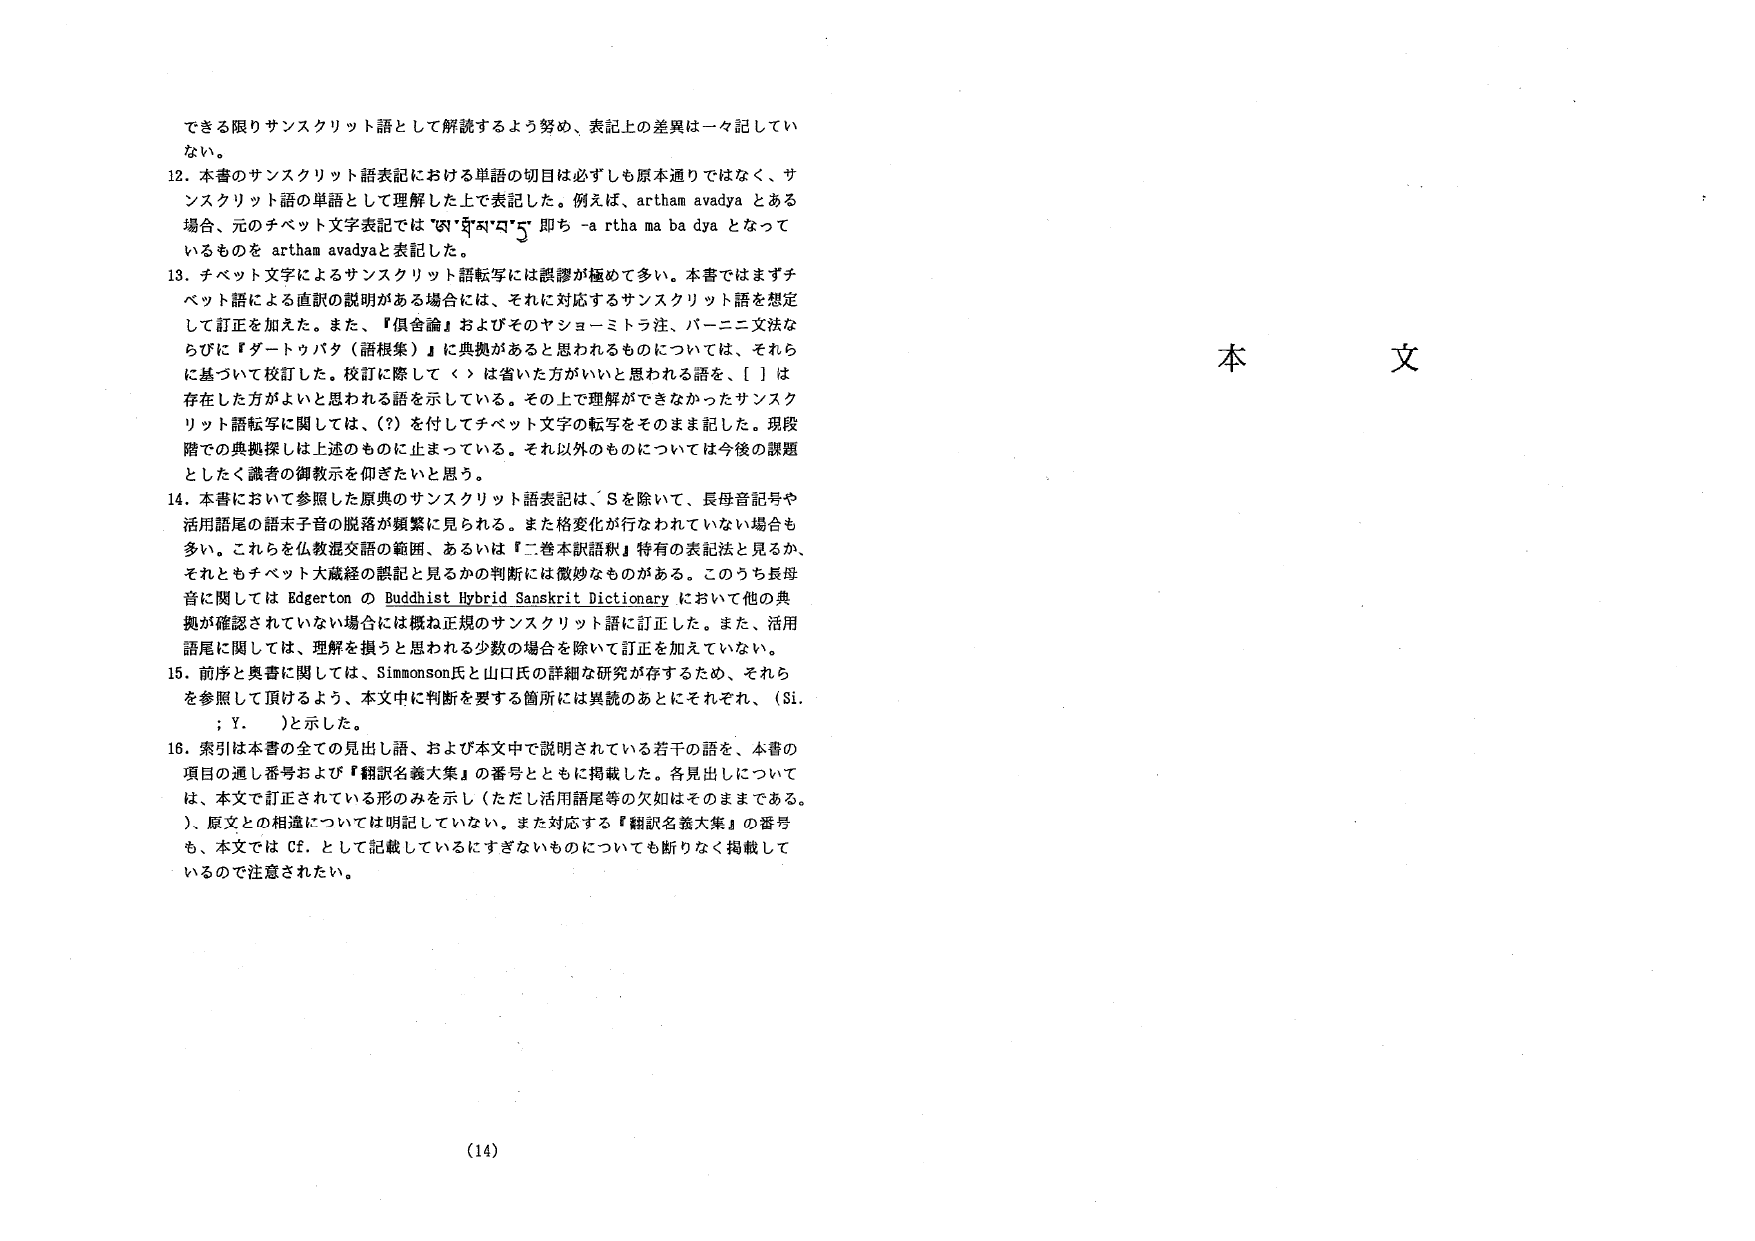 できる限りサンスクリット語として解読するよう努め、表記上の差異は一々記してい
ない。
12. 本書のサンスクリット語表記における単語の切目は必ずしも原本通りではなく、サ
ンスクリット語の単語として理解した上で表記した。例えば、artham avadya とある
場合、元のチベット文字表記では 即ち -a rtha ma ba dya となって
いるものを artham avadyaと表記した。
13. チベット文字によるサンスクリット語転写には誤謬が極めて多い。本書ではまずチ
ベット語による直訳の説明がある場合には、それに対応するサンスクリット語を想定
して訂正を加えた。また、『倶舎論』およびそのヤショーミトラ注、パーニニ文法な
らびに『ダートゥパタ（語根集）』に典拠があると思われるものについては、それら
に基づいて校訂した。校訂に際して < > は省いた方がいいと思われる語を、[ ] は
存在した方がよいと思われる語を示している。その上で理解ができなかったサンスク
リット語転写に関しては、(?) を付してチベット文字の転写をそのまま記した。現段
階での典拠探しは上述のものに止まっている。それ以外のものについては今後の課題
としたく識者の御教示を仰ぎたいと思う。
14. 本書において参照した原典のサンスクリット語表記は、Sを除いて、長母音記号や
活用語尾の語末子音の脱落が頻繁に見られる。また格変化が行なわれていない場合も
多い。これらを仏教混交語の範囲、あるいは『二巻本訳語釈』特有の表記法と見るか、
それともチベット大蔵経の誤記と見るかの判断には微妙なものがある。このうち長母
音に関しては Edgerton の Buddhist Hybrid Sanskrit Dictionary において他の典
拠が確認されていない場合には概ね正規のサンスクリット語に訂正した。また、活用
語尾に関しては、理解を損うと思われる少数の場合を除いて訂正を加えていない。
15. 前序と奥書に関しては、Simmonson氏と山口氏の詳細な研究が存するため、それら
を参照して頂けるよう、本文中に判断を要する箇所には異読のあとにそれぞれ、（Si.
; Y. )と示した。
16. 索引は本書の全ての見出し語、および本文中で説明されている若干の語を、本書の
項目の通し番号および『翻訳名義大集』の番号とともに掲載した。各見出しについて
は、本文で訂正されている形のみを示し（ただし活用語尾等の欠如はそのままである。
）、原文との相違については明記していない。また対応する『翻訳名義大集』の番号
も、本文では Cf. として記載しているにすぎないものについても断りなく掲載して
いるので注意されたい。
(14)
本 文